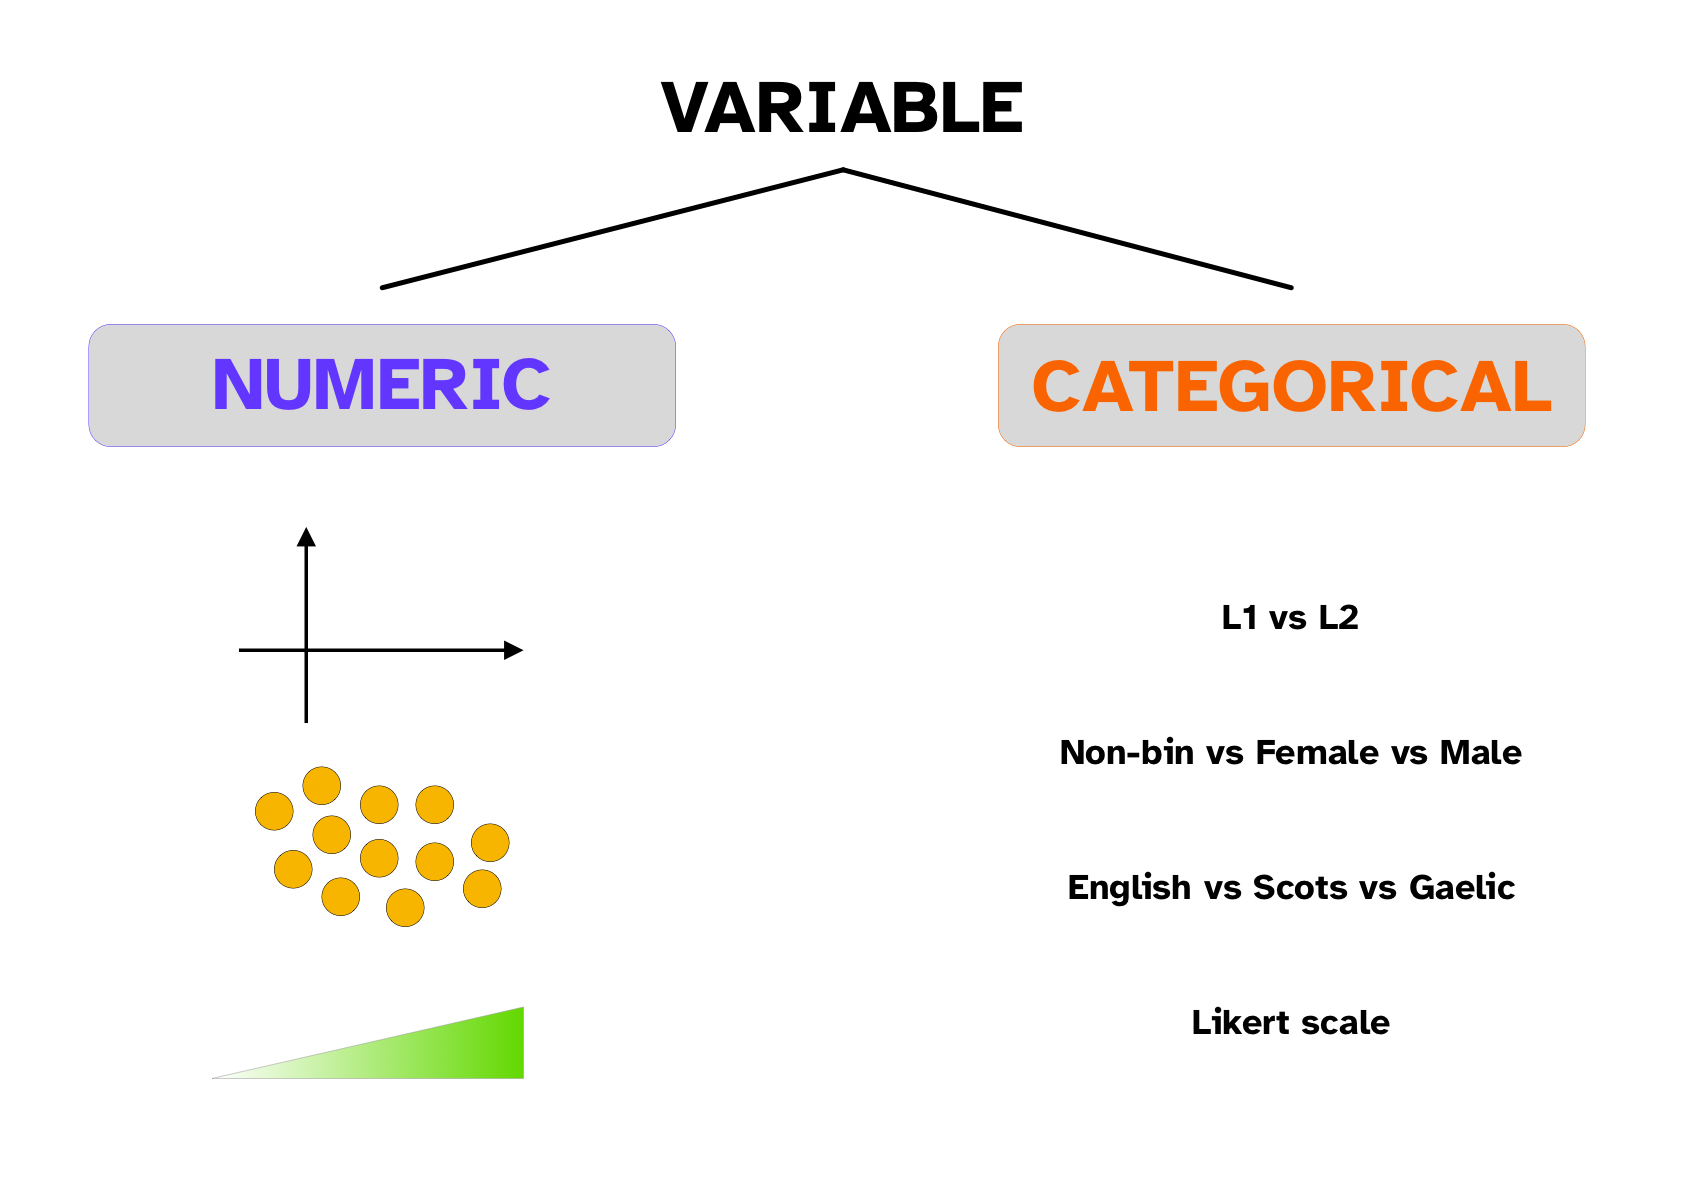 VARIABLE
NUMERIC
CATEGORICAL
L1 vs L2
Non-bin vs Female vs Male
English vs Scots vs Gaelic
Likert scale